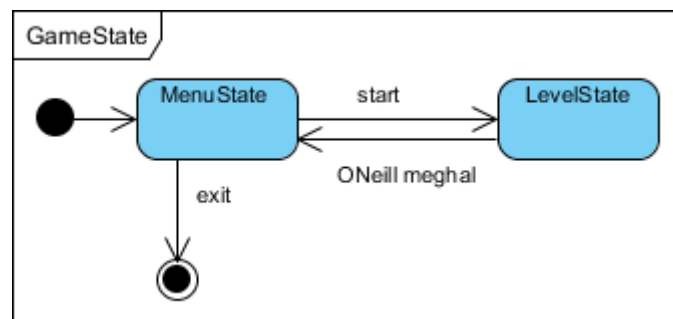 GameState
MenuState
start
LevelState
ONeill meghal
exit